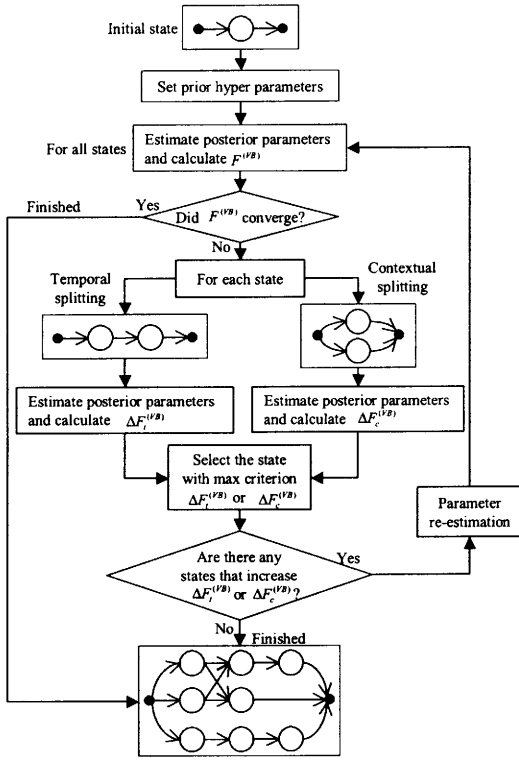 Initial state
Set prior hyper parameters
For all states
Estimate posterior parameters
and calculate F^(VB)
Finished
Yes
Did F^(VB) converge?
No
For each state
Temporal
splitting
Contextual
splitting
Estimate posterior parameters
and calculate ΔF_t^(VB)
Estimate posterior parameters
and calculate ΔF_c^(VB)
Select the state
with max criterion
ΔF_t^(VB) or ΔF_c^(VB)
Parameter
re-estimation
Are there any
states that increase
ΔF_t^(VB) or ΔF_c^(VB)?
Yes
No
Finished